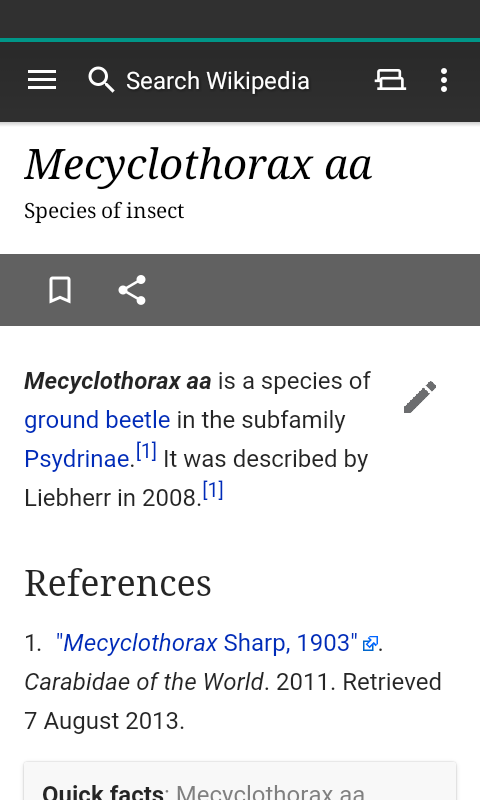 Search Wikipedia
Mecyclothorax aa
Species of insect
Mecyclothorax aa is a species of
ground beetle in the subfamily
Psydrinae.[1] It was described by
Liebherr in 2008.[1]
References
1. "Mecyclothorax Sharp, 1903" .
Carabidae of the World. 2011. Retrieved
7 August 2013.
Quick facts: Mecyclothorax aa